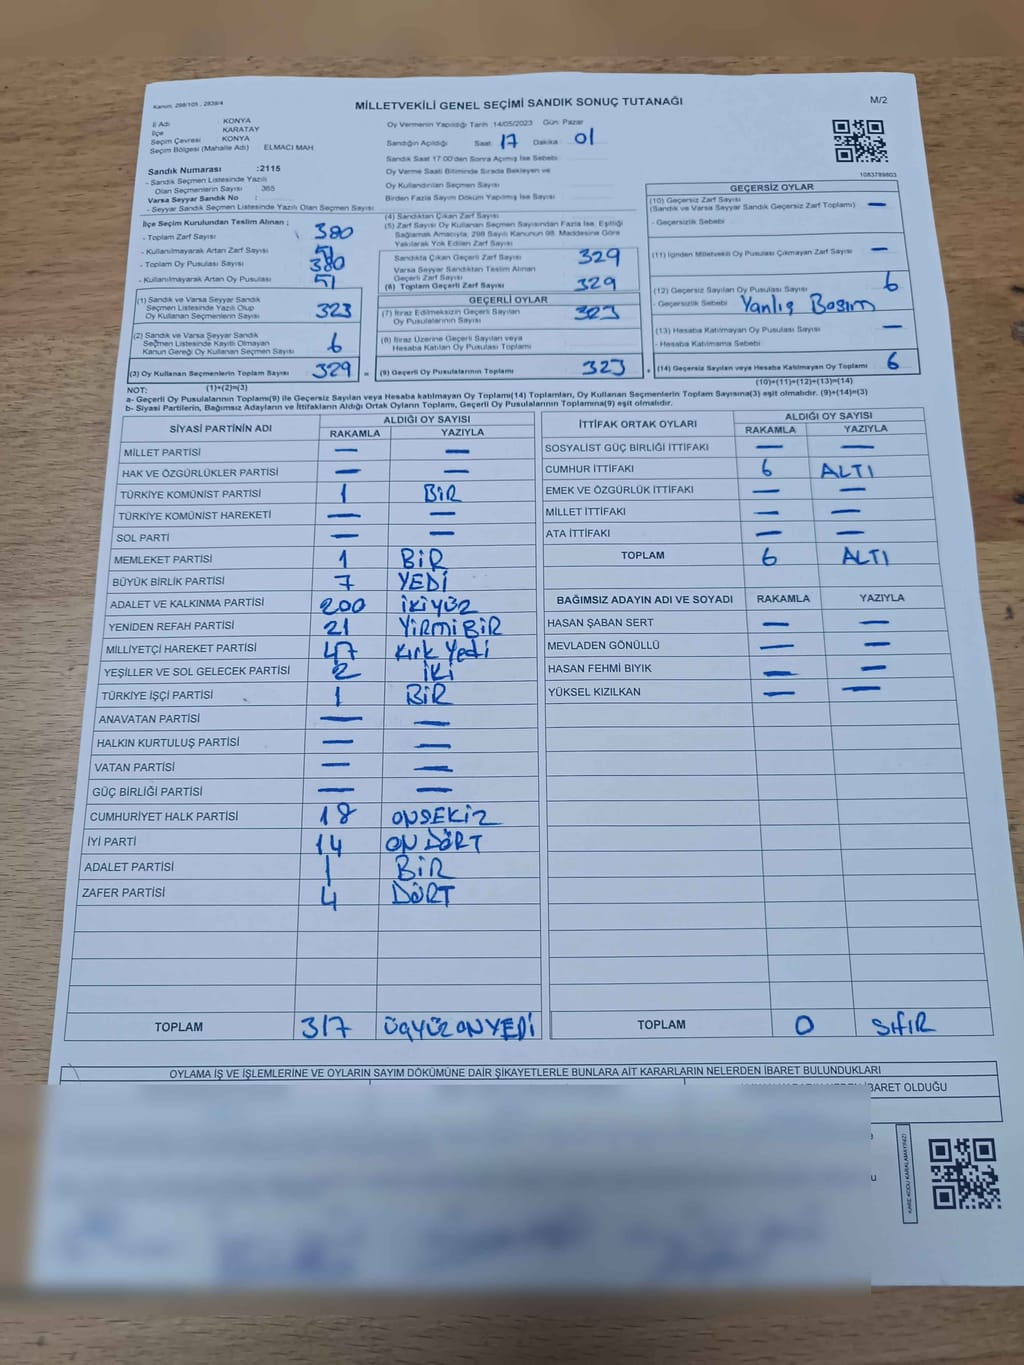 Kanun: 298/105 , 2839/4
MİLLETVEKİLİ GENEL SEÇİMİ SANDIK SONUÇ TUTANAĞI
M/2
İl Adı : KONYA
İlçe : KARATAY
Seçim Çevresi : KONYA
Seçim Bölgesi (Mahalle Adı) : ELMACI MAH
Sandık Numarası :2115
- Sandık Seçmen Listesinde Yazılı
Olan Seçmenlerin Sayısı 365
Varsa Seyyar Sandık No :
- Seyyar Sandık Listesinde Yazılı Olan Seçmen Sayısı
Oy Vermenin Yapıldığı Tarih 14/05/2023 Gün: Pazar
Sandığın Açıldığı Saat: 17 Dakika: 01
Sandık Saat 17:00'den Sonra Açılmış İse Sebebi
Oy Verme Saati Bitiminde Sırada Bekleyen ve
Oy Kullandırılan Seçmen Sayısı
Birden Fazla Sayım Döküm Yapılmış İse Sayısı
1083789803
İlçe Seçim Kurulundan Teslim Alınan ;
- Toplam Zarf Sayısı 380
- Kullanılmayarak Artan Zarf Sayısı 51
- Toplam Oy Pusulası Sayısı 380
- Kullanılmayarak Artan Oy Pusulası 51
(1) Sandık ve Varsa Seyyar Sandık
Seçmen Listesinde Yazılı Olup
Oy Kullanan Seçmenlerin Sayısı 323
(2) Sandık ve Varsa Seyyar Sandık
Seçmen Listesinde Kayıtlı Olmayan
Kanun Gereği Oy Kullanan Seçmen Sayısı 6
(3) Oy Kullanan Seçmenlerin Toplam Sayısı 329 =
(4) Sandıktan Çıkan Zarf Sayısı
(5) Zarf Sayısı Oy Kullanan Seçmen Sayısından Fazla İse, Eşitliği
Sağlamak Amacıyla, 298 Sayılı Kanunun 98. Maddesine Göre
Yakılarak Yok Edilen Zarf Sayısı
Sandıkta Çıkan Geçerli Zarf Sayısı 329
Varsa Seyyar Sandıktan Teslim Alınan
Geçerli Zarf Sayısı
(6) Toplam Geçerli Zarf Sayısı 329
GEÇERLİ OYLAR
(7) İtiraz Edilmeksizin Geçerli Sayılan
Oy Pusulalarının Sayısı 323
(8) İtiraz Üzerine Geçerli Sayılan veya
Hesaba Katılan Oy Pusulası Toplamı
(9) Geçerli Oy Pusulalarının Toplamı 323 +
GEÇERSİZ OYLAR
(10) Geçersiz Zarf Sayısı
(Sandık ve Varsa Seyyar Sandık Geçersiz Zarf Toplamı) —
- Geçersizlik Sebebi
(11) İçinden Milletvekili Oy Pusulası Çıkmayan Zarf Sayısı —
(12) Geçersiz Sayılan Oy Pusulası Sayısı 6
- Geçersizlik Sebebi Yanlış Basım
(13) Hesaba Katılmayan Oy Pusulası Sayısı —
- Hesaba Katılmama Sebebi
(14) Geçersiz Sayılan veya Hesaba Katılmayan Oy Toplamı 6
NOT: (1)+(2)=(3)
(10)+(11)+(12)+(13)=(14)
a- Geçerli Oy Pusulasının Toplamı(9) ile Geçersiz Sayılan veya Hesaba katılmayan Oy Toplam(14) Toplamları, Oy Kullanan Seçmenlerin Toplam Sayısına(3) eşit olmalıdır. (9)+(14)=(3)
b- Siyasi Partilerin, Bağımsız Adayların ve İttifakların Aldığı Ortak Oyların Toplamı, Geçerli Oy Pusulalarının Toplamına(9) eşit olmalıdır.
SİYASİ PARTİNİN ADI ALDIĞI OY SAYISI
RAKAMLA YAZIYLA
MİLLET PARTİSİ — —
HAK VE ÖZGÜRLÜKLER PARTİSİ — —
TÜRKİYE KOMÜNİST PARTİSİ 1 BİR
TÜRKİYE KOMÜNİST HAREKETİ — —
SOL PARTİ — —
MEMLEKET PARTİSİ 1 BİR
BÜYÜK BİRLİK PARTİSİ 7 YEDİ
ADALET VE KALKINMA PARTİSİ 200 İKİYÜZ
YENİDEN REFAH PARTİSİ 21 YİRMİBİR
MİLLİYETÇİ HAREKET PARTİSİ 47 Kırk Yedi
YEŞİLLER VE SOL GELECEK PARTİSİ 2 İKİ
TÜRKİYE İŞÇİ PARTİSİ 1 BİR
ANAVATAN PARTİSİ — —
HALKIN KURTULUŞ PARTİSİ — —
VATAN PARTİSİ — —
GÜÇ BİRLİĞİ PARTİSİ — —
CUMHURİYET HALK PARTİSİ 18 ONSEKİZ
İYİ PARTİ 14 ON DÖRT
ADALET PARTİSİ 1 BİR
ZAFER PARTİSİ 4 DÖRT
TOPLAM 317 ÜÇYÜZ ONYEDİ
İTTİFAK ORTAK OYLARI ALDIĞI OY SAYISI
RAKAMLA YAZIYLA
SOSYALİST GÜÇ BİRLİĞİ İTTİFAKI — —
CUMHUR İTTİFAKI 6 ALTI
EMEK VE ÖZGÜRLÜK İTTİFAKI — —
MİLLET İTTİFAKI — —
ATA İTTİFAKI — —
TOPLAM 6 ALTI
BAĞIMSIZ ADAYIN ADI VE SOYADI RAKAMLA YAZIYLA
HASAN ŞABAN SERT — —
MEVLADEN GÖNÜLLÜ — —
HASAN FEHMİ BIYIK — —
YÜKSEL KIZILKAN — —
TOPLAM 0 SIFIR
OYLAMA İŞ VE İŞLEMLERİNE VE OYLARIN SAYIM DÖKÜMÜNE DAİR ŞİKAYETLERLE BUNLARA AİT KARARLARIN NELERDEN İBARET BULUNDUKLARI
İBARET OLDUĞU
KARE KODU KARALAMAYINIZ!